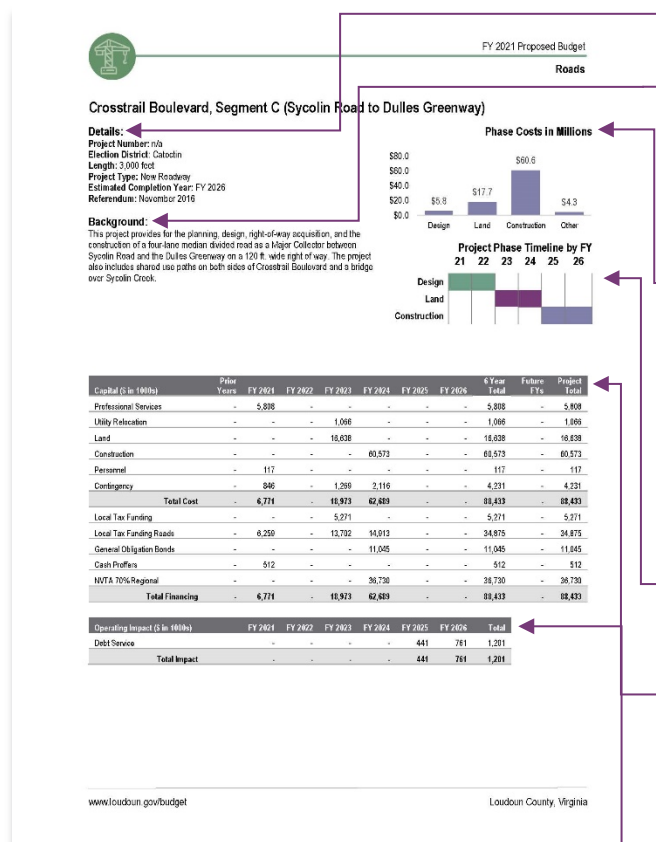 FY 2021 Proposed Budget
Roads
Crosstrail Boulevard, Segment C (Sycolin Road to Dulles Greenway)
Details:
Project Number: n/a
Election District: Catoctin
Length: 3,000 feet
Project Type: New Roadway
Estimated Completion Year: FY 2026
Referendum: November 2016
Background:
This project provides for the planning, design, right-of-way acquisition, and the
construction of a four-lane median divided road as a Major Collector between
Sycolin Road and the Dulles Greenway on a 120 ft. wide right of way. The project
also includes shared use paths on both sides of Crosstrail Boulevard and a bridge
over Sycolin Creek.
Phase Costs in Millions
$80.0
$60.0
$40.0
$20.0
$0.0
$5.8 $17.7 $60.6 $4.3
Design Land Construction Other
Project Phase Timeline by FY
21 22 23 24 25 26
Design
Land
Construction
Capital ($ in 1000s) Prior Years FY 2021 FY 2022 FY 2023 FY 2024 FY 2025 FY 2026 6 Year Total Future FYs Project Total
Professional Services - 5,808 - - - - - 5,808 - 5,808
Utility Relocation - - - 1,066 - - - 1,066 - 1,066
Land - - - 16,638 - - - 16,638 - 16,638
Construction - - - - 60,573 - - 60,573 - 60,573
Personnel - 117 - - - - - 117 - 117
Contingency - 846 - 1,269 2,116 - - 4,231 - 4,231
Total Cost - 6,771 - 18,973 62,689 - - 88,433 - 88,433
Local Tax Funding - - - 5,271 - - - 5,271 - 5,271
Local Tax Funding Roads - 6,259 - 13,702 14,913 - - 34,875 - 34,875
General Obligation Bonds - - - - 11,045 - - 11,045 - 11,045
Cash Proffers - 512 - - - - - 512 - 512
NVTA 70% Regional - - - - 36,730 - - 36,730 - 36,730
Total Financing - 6,771 - 18,973 62,689 - - 88,433 - 88,433
Operating Impact ($ in 1000s) FY 2021 FY 2022 FY 2023 FY 2024 FY 2025 FY 2026 Total
Debt Service - - - - 441 761 1,201
Total Impact - - - - 441 761 1,201
www.loudoun.gov/budget Loudoun County, Virginia